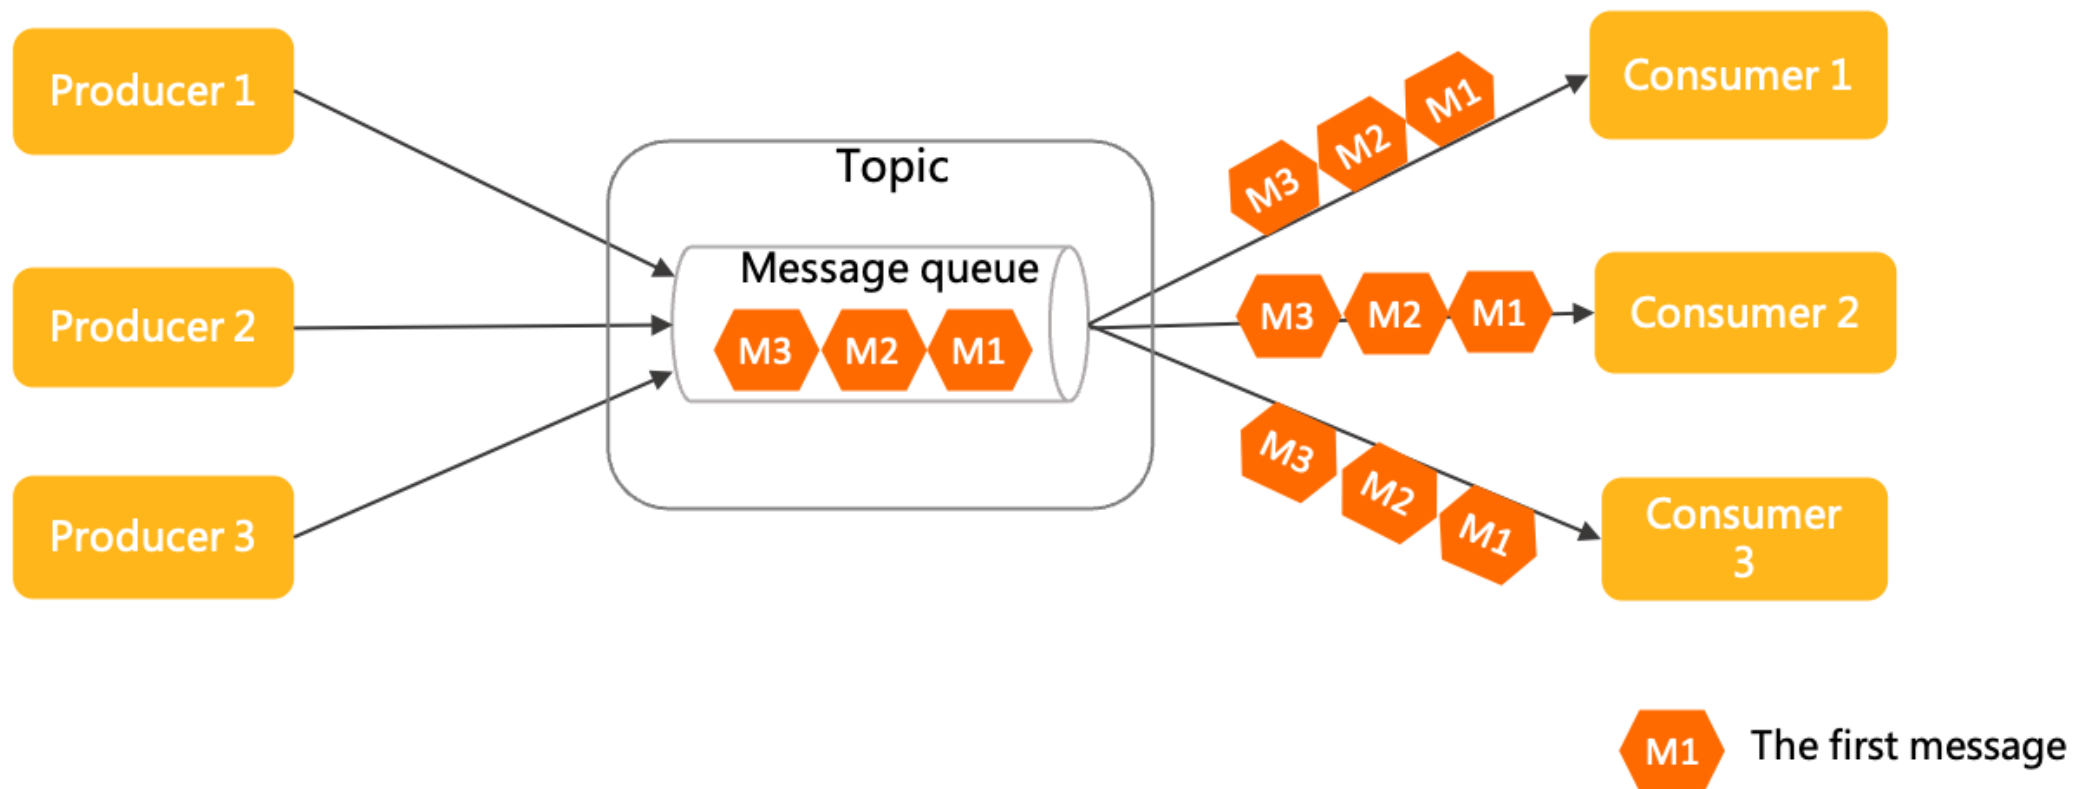 Producer 1
Producer 2
Producer 3
Topic
Message queue
M3 M2 M1
M3 M2 M1
M3 M2 M1
M3 M2 M1
Consumer 1
Consumer 2
Consumer
3
M1 The first message